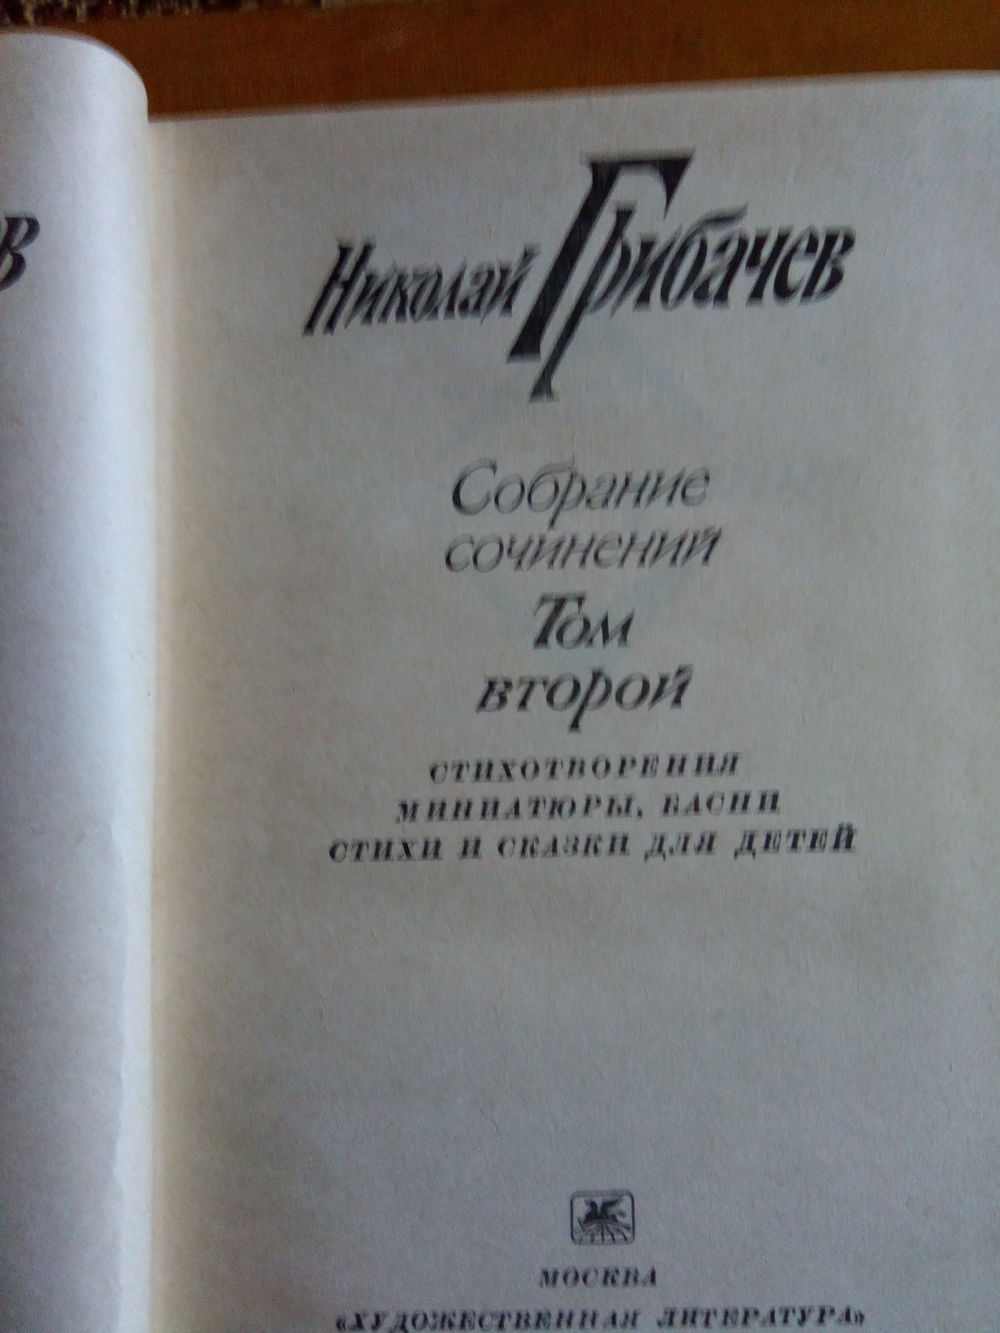 в
Николай Грибачев
Собрание
сочинений
Том
второй
СТИХОТВОРЕНИЯ
МИНИАТЮРЫ, БАСНИ
СТИХИ И СКАЗКИ ДЛЯ ДЕТЕЙ
МОСКВА
«ХУДОЖЕСТВЕННАЯ ЛИТЕРАТУРА»